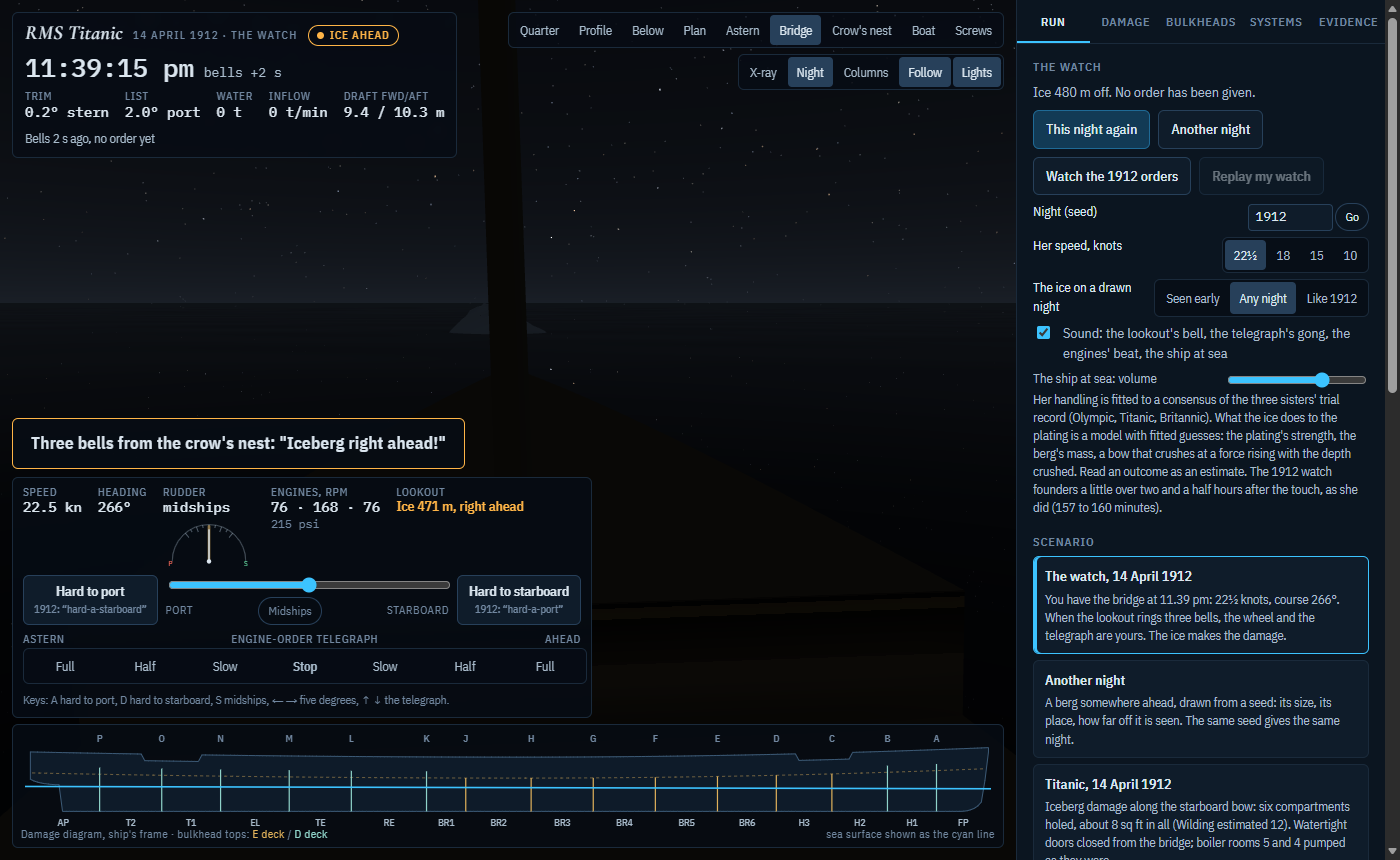 RMS Titanic 14 APRIL 1912 · THE WATCH ICE AHEAD
11:39:15 pm bells +2 s
TRIM LIST WATER INFLOW DRAFT FWD/AFT
0.2° stern 2.0° port 0 t 0 t/min 9.4 / 10.3 m
Bells 2 s ago, no order yet
Quarter Profile Below Plan Astern Bridge Crow's nest Boat Screws
X-ray Night Columns Follow Lights
Three bells from the crow's nest: "Iceberg right ahead!"
SPEED HEADING RUDDER ENGINES, RPM LOOKOUT
22.5 kn 266° midships 76 · 168 · 76 Ice 471 m, right ahead
215 psi
P S
Hard to port Hard to starboard
1912: "hard-a-starboard" 1912: "hard-a-port"
PORT Midships STARBOARD
ASTERN ENGINE-ORDER TELEGRAPH AHEAD
Full Half Slow Stop Slow Half Full
Keys: A hard to port, D hard to starboard, S midships, ← → five degrees, ↑ ↓ the telegraph.
P O N M L K J H G F E D C B A
AP T2 T1 EL TE RE BR1 BR2 BR3 BR4 BR5 BR6 H3 H2 H1 FP
Damage diagram, ship's frame · bulkhead tops: E deck / D deck sea surface shown as the cyan line
RUN DAMAGE BULKHEADS SYSTEMS EVIDENCE
THE WATCH
Ice 480 m off. No order has been given.
This night again Another night
Watch the 1912 orders Replay my watch
Night (seed) 1912 Go
Her speed, knots 22½ 18 15 10
The ice on a drawn
night Seen early Any night Like 1912
Sound: the lookout's bell, the telegraph's gong, the
engines' beat, the ship at sea
The ship at sea: volume
Her handling is fitted to a consensus of the three sisters' trial
record (Olympic, Titanic, Britannic). What the ice does to the
plating is a model with fitted guesses: the plating's strength, the
berg's mass, a bow that crushes at a force rising with the depth
crushed. Read an outcome as an estimate. The 1912 watch
founders a little over two and a half hours after the touch, as she
did (157 to 160 minutes).
SCENARIO
The watch, 14 April 1912
You have the bridge at 11.39 pm: 22½ knots, course 266°.
When the lookout rings three bells, the wheel and the
telegraph are yours. The ice makes the damage.
Another night
A berg somewhere ahead, drawn from a seed: its size, its
place, how far off it is seen. The same seed gives the same
night.
Titanic, 14 April 1912
Iceberg damage along the starboard bow: six compartments
holed, about 8 sq ft in all (Wilding estimated 12). Watertight
doors closed from the bridge; boiler rooms 5 and 4 pumped
as they were